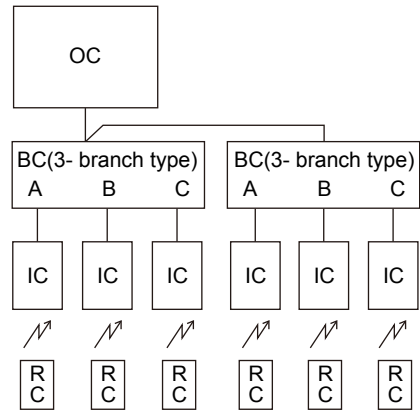 OC
BC(3- branch type) BC(3- branch type)
A B C A B C
IC IC IC IC IC IC
R R R R R R
C C C C C C